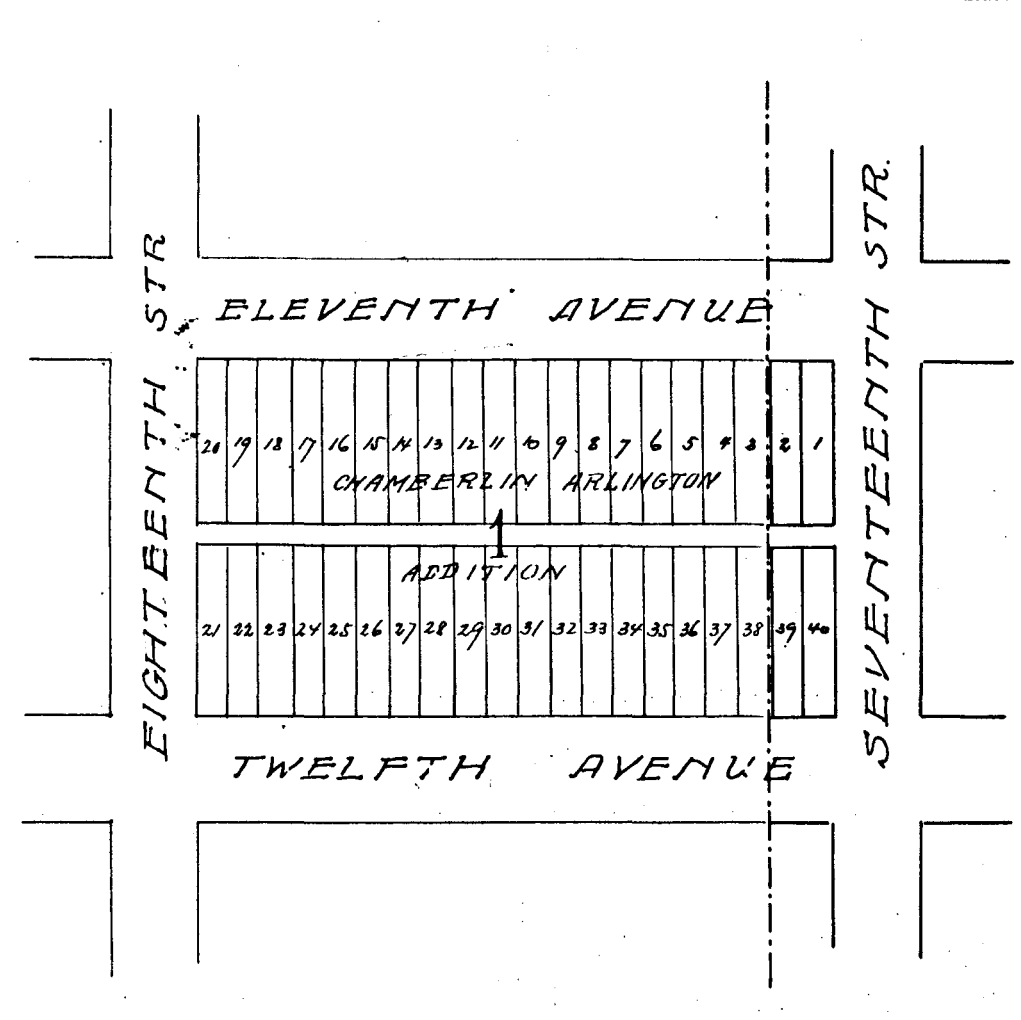 ELEVENTH AVENUE
EIGHTEENTH STR
SEVENTEENTH STR.
20 19 18 17 16 15 14 13 12 11 10 9 8 7 6 5 4 3 2 1
CHAMBERLIN ARLINGTON
1
ADDITION
21 22 23 24 25 26 27 28 29 30 31 32 33 34 35 36 37 38 39 40
TWELFTH AVENUE